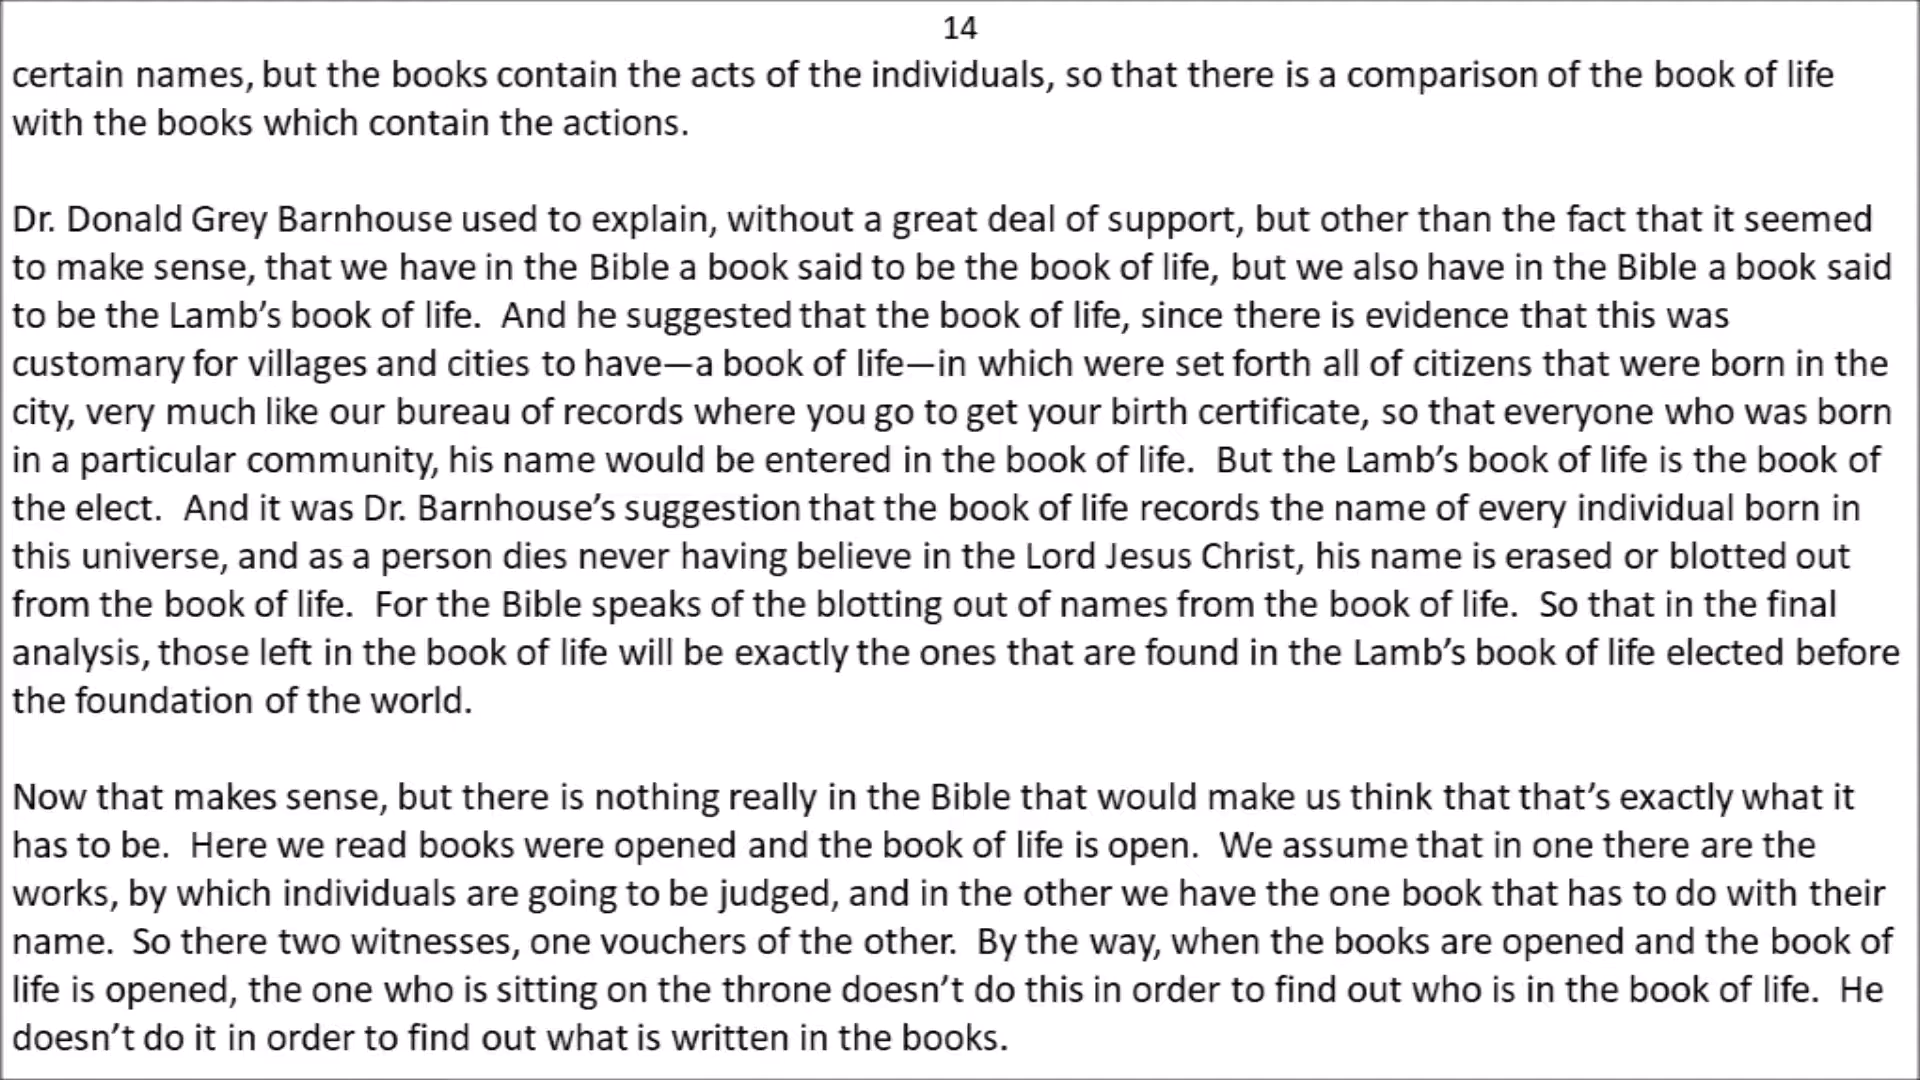 14
certain names, but the books contain the acts of the individuals, so that there is a comparison of the book of life
with the books which contain the actions.
Dr. Donald Grey Barnhouse used to explain, without a great deal of support, but other than the fact that it seemed
to make sense, that we have in the Bible a book said to be the book of life, but we also have in the Bible a book said
to be the Lamb’s book of life.  And he suggested that the book of life, since there is evidence that this was
customary for villages and cities to have—a book of life—in which were set forth all of citizens that were born in the
city, very much like our bureau of records where you go to get your birth certificate, so that everyone who was born
in a particular community, his name would be entered in the book of life.  But the Lamb’s book of life is the book of
the elect.  And it was Dr. Barnhouse’s suggestion that the book of life records the name of every individual born in
this universe, and as a person dies never having believe in the Lord Jesus Christ, his name is erased or blotted out
from the book of life.  For the Bible speaks of the blotting out of names from the book of life.  So that in the final
analysis, those left in the book of life will be exactly the ones that are found in the Lamb’s book of life elected before
the foundation of the world.
Now that makes sense, but there is nothing really in the Bible that would make us think that that’s exactly what it
has to be.  Here we read books were opened and the book of life is open.  We assume that in one there are the
works, by which individuals are going to be judged, and in the other we have the one book that has to do with their
name.  So there two witnesses, one vouchers of the other.  By the way, when the books are opened and the book of
life is opened, the one who is sitting on the throne doesn’t do this in order to find out who is in the book of life.  He
doesn’t do it in order to find out what is written in the books.